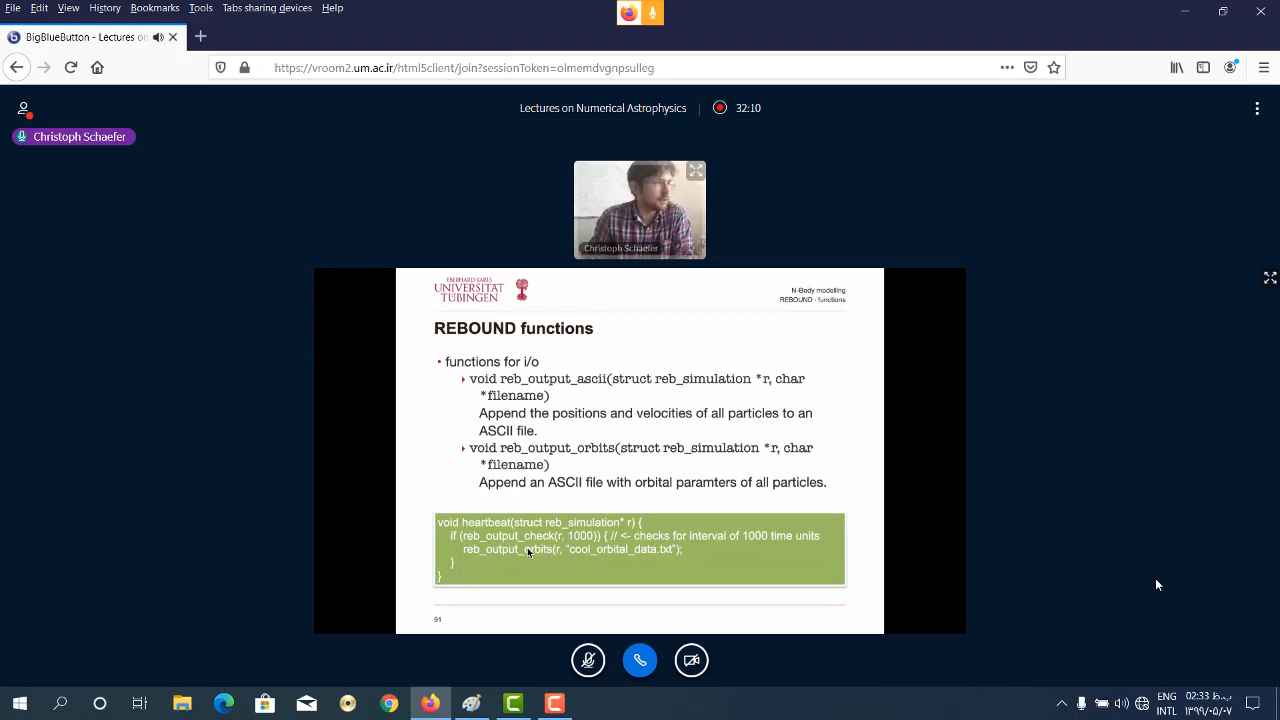 File Edit View History Bookmarks Tools Tabs sharing devices Help
BigBlueButton - Lectures on
https://vroom2.um.ac.ir/html5client/join?sessionToken=olmemdvgnpsulleg
Lectures on Numerical Astrophysics
32:10
Christoph Schaefer
Christoph Schaefer
EBERHARD KARLS
UNIVERSITÄT
TÜBINGEN
N-Body modelling
REBOUND - functions
REBOUND functions
• functions for i/o
void reb_output_ascii(struct reb_simulation *r, char
*filename)
Append the positions and velocities of all particles to an
ASCII file.
void reb_output_orbits(struct reb_simulation *r, char
*filename)
Append an ASCII file with orbital paramters of all particles.
void heartbeat(struct reb_simulation* r) {
if (reb_output_check(r, 1000)) { // <- checks for interval of 1000 time units
reb_output_orbits(r, “cool_orbital_data.txt”);
}
}
91
ENG
INTL
02:33 ب.ظ
۱۳۹۹/۰۵/۰۷